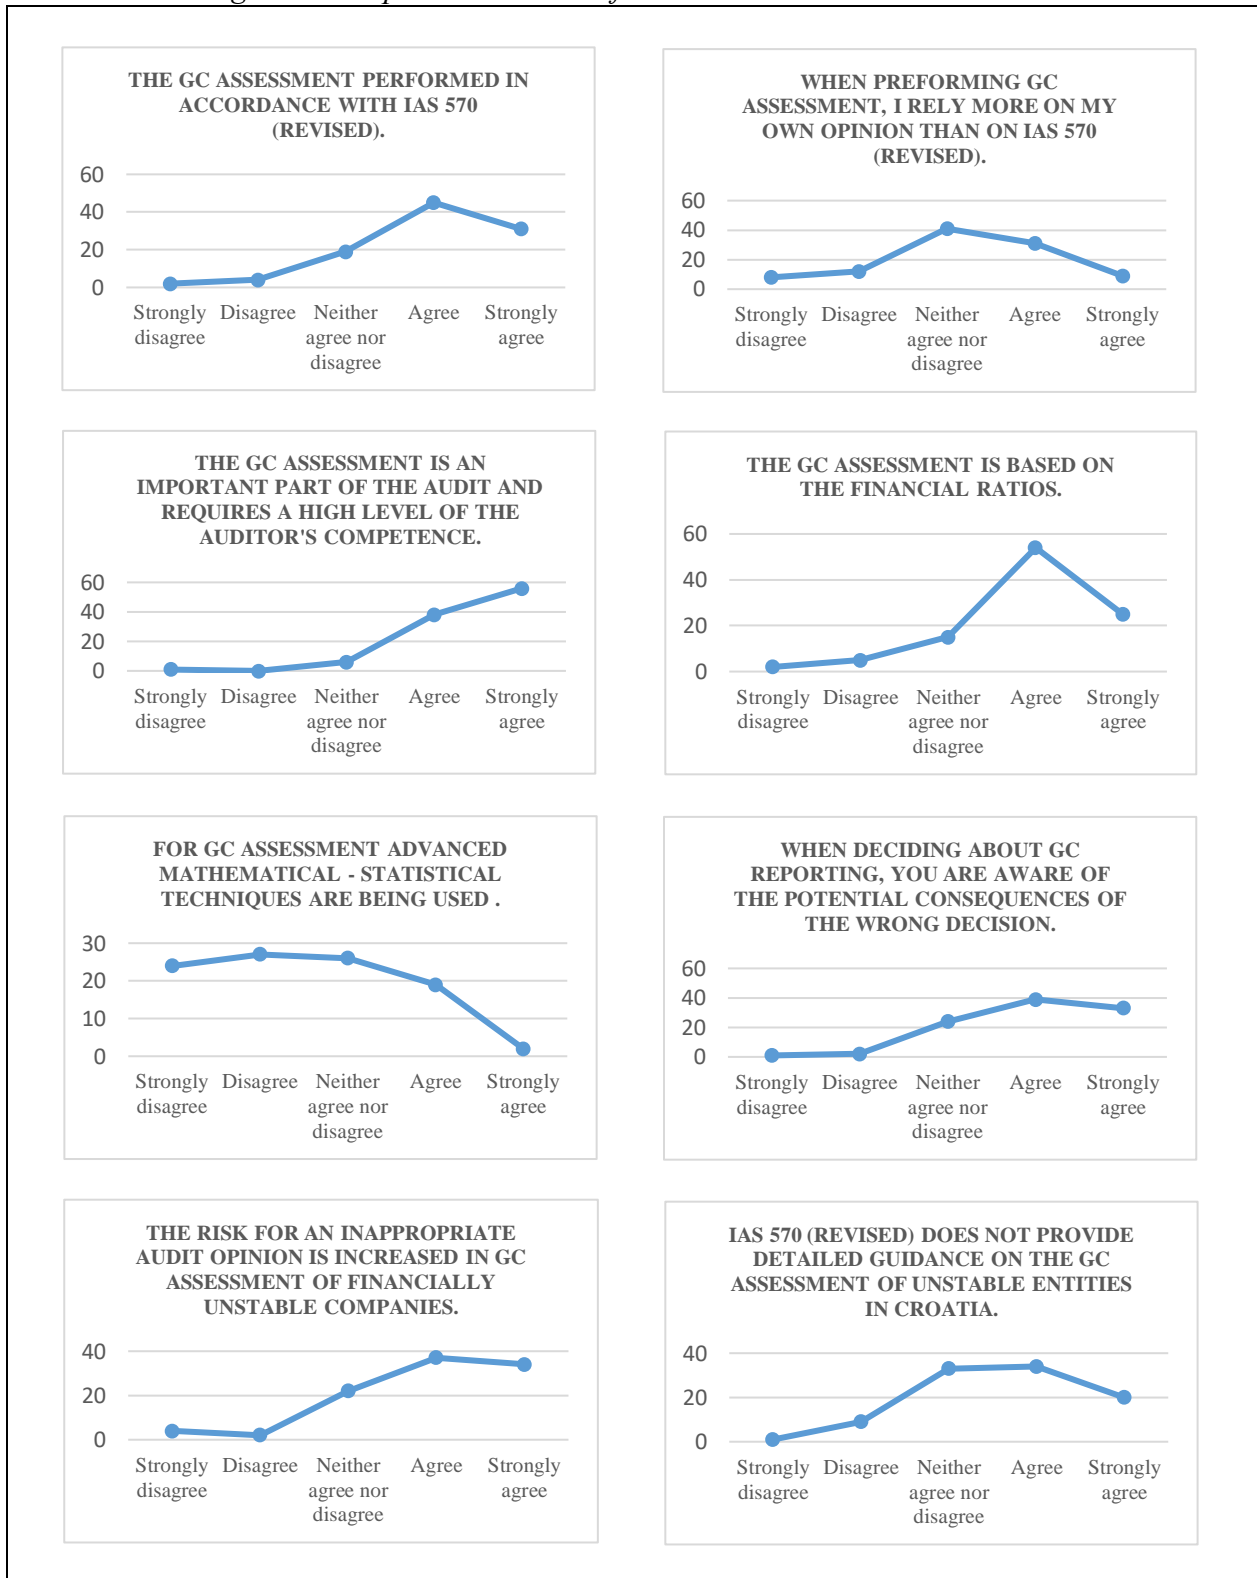 THE GC ASSESSMENT PERFORMED IN
ACCORDANCE WITH IAS 570
(REVISED).
60
40
20
0
Strongly Disagree Neither Agree Strongly
disagree agree nor agree
disagree
WHEN PREFORMING GC
ASSESSMENT, I RELY MORE ON MY
OWN OPINION THAN ON IAS 570
(REVISED).
60
40
20
0
Strongly Disagree Neither Agree Strongly
disagree agree nor agree
disagree
THE GC ASSESSMENT IS AN
IMPORTANT PART OF THE AUDIT AND
REQUIRES A HIGH LEVEL OF THE
AUDITOR'S COMPETENCE.
60
40
20
0
Strongly Disagree Neither Agree Strongly
disagree agree nor agree
disagree
THE GC ASSESSMENT IS BASED ON
THE FINANCIAL RATIOS.
60
40
20
0
Strongly Disagree Neither Agree Strongly
disagree agree nor agree
disagree
FOR GC ASSESSMENT ADVANCED
MATHEMATICAL - STATISTICAL
TECHNIQUES ARE BEING USED .
30
20
10
0
Strongly Disagree Neither Agree Strongly
disagree agree nor agree
disagree
WHEN DECIDING ABOUT GC
REPORTING, YOU ARE AWARE OF
THE POTENTIAL CONSEQUENCES OF
THE WRONG DECISION.
60
40
20
0
Strongly Disagree Neither Agree Strongly
disagree agree nor agree
disagree
THE RISK FOR AN INAPPROPRIATE
AUDIT OPINION IS INCREASED IN GC
ASSESSMENT OF FINANCIALLY
UNSTABLE COMPANIES.
40
20
0
Strongly Disagree Neither Agree Strongly
disagree agree nor agree
disagree
IAS 570 (REVISED) DOES NOT PROVIDE
DETAILED GUIDANCE ON THE GC
ASSESSMENT OF UNSTABLE ENTITIES
IN CROATIA.
40
20
0
Strongly Disagree Neither Agree Strongly
disagree agree nor agree
disagree